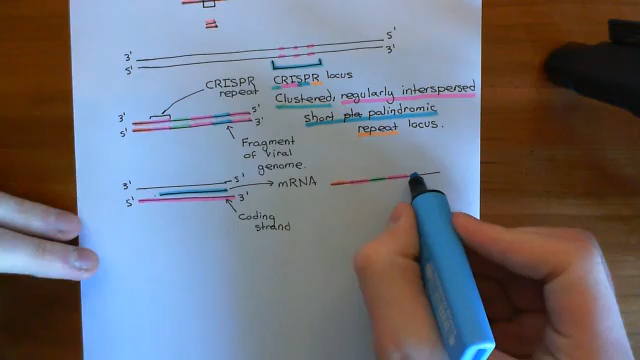 5'
3'
3'
5'
CRISPR locus
CRISPR
repeat
Clustered, regularly interspersed
short palindromic
repeat locus.
3'
5'
5'
3'
Fragment
of viral
genome.
3'
5'
5'
3'
mRNA
Coding
strand